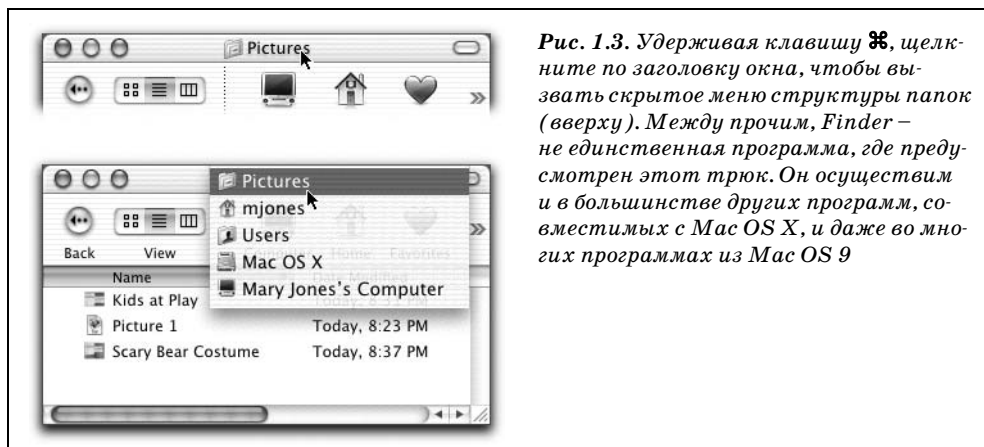 Pictures
Рис. 1.3. Удерживая клавишу ⌘, щелк-
ните по заголовку окна, чтобы вы-
звать скрытое меню структуры папок
(вверху). Между прочим, Finder –
не единственная программа, где преду-
смотрен этот трюк. Он осуществим
и в большинстве других программ, со-
вместимых с Mac OS X, и даже во мно-
гих программах из Mac OS 9
Pictures
mjones
Users
Mac OS X
Mary Jones's Computer
Back View
Name
Kids at Play
Picture 1 Today, 8:23 PM
Scary Bear Costume Today, 8:37 PM